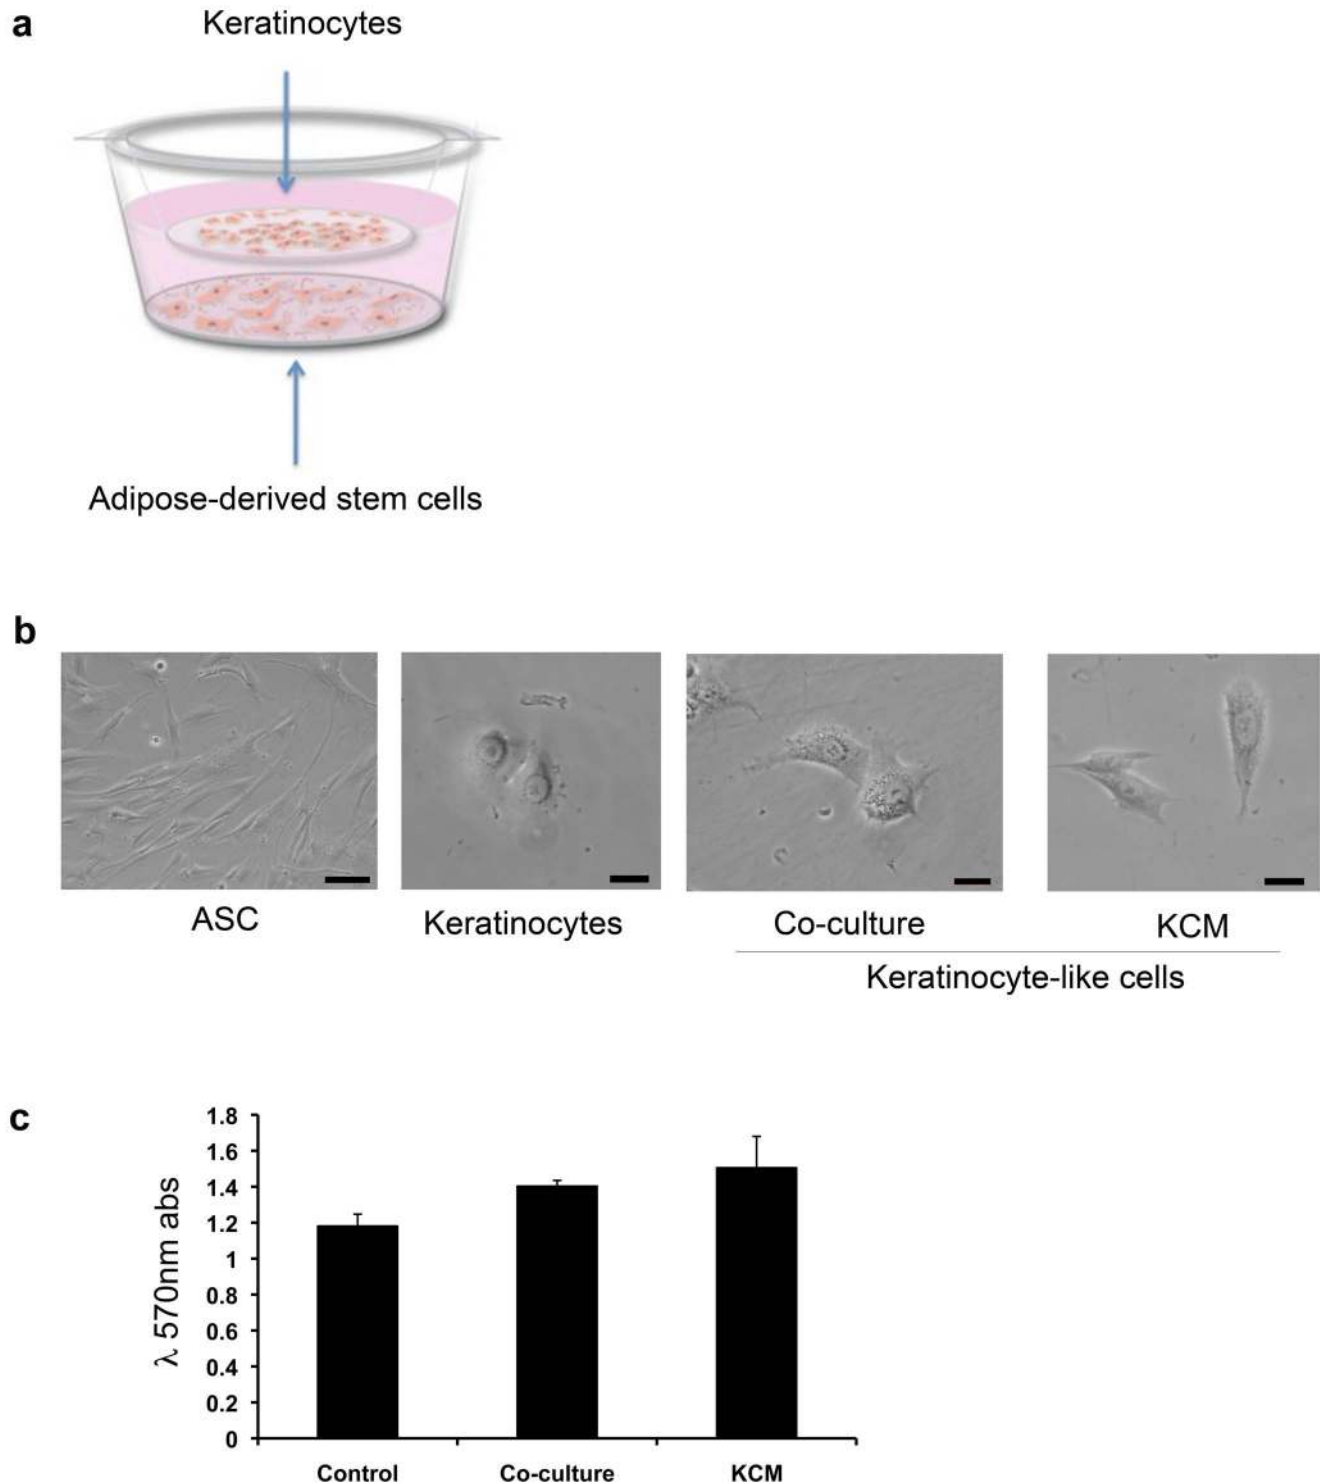 a
Keratinocytes
Adipose-derived stem cells
b
ASC
Keratinocytes
Co-culture
KCM
Keratinocyte-like cells
c
λ 570nm abs
1.8
1.6
1.4
1.2
1
0.8
0.6
0.4
0.2
0
Control
Co-culture
KCM